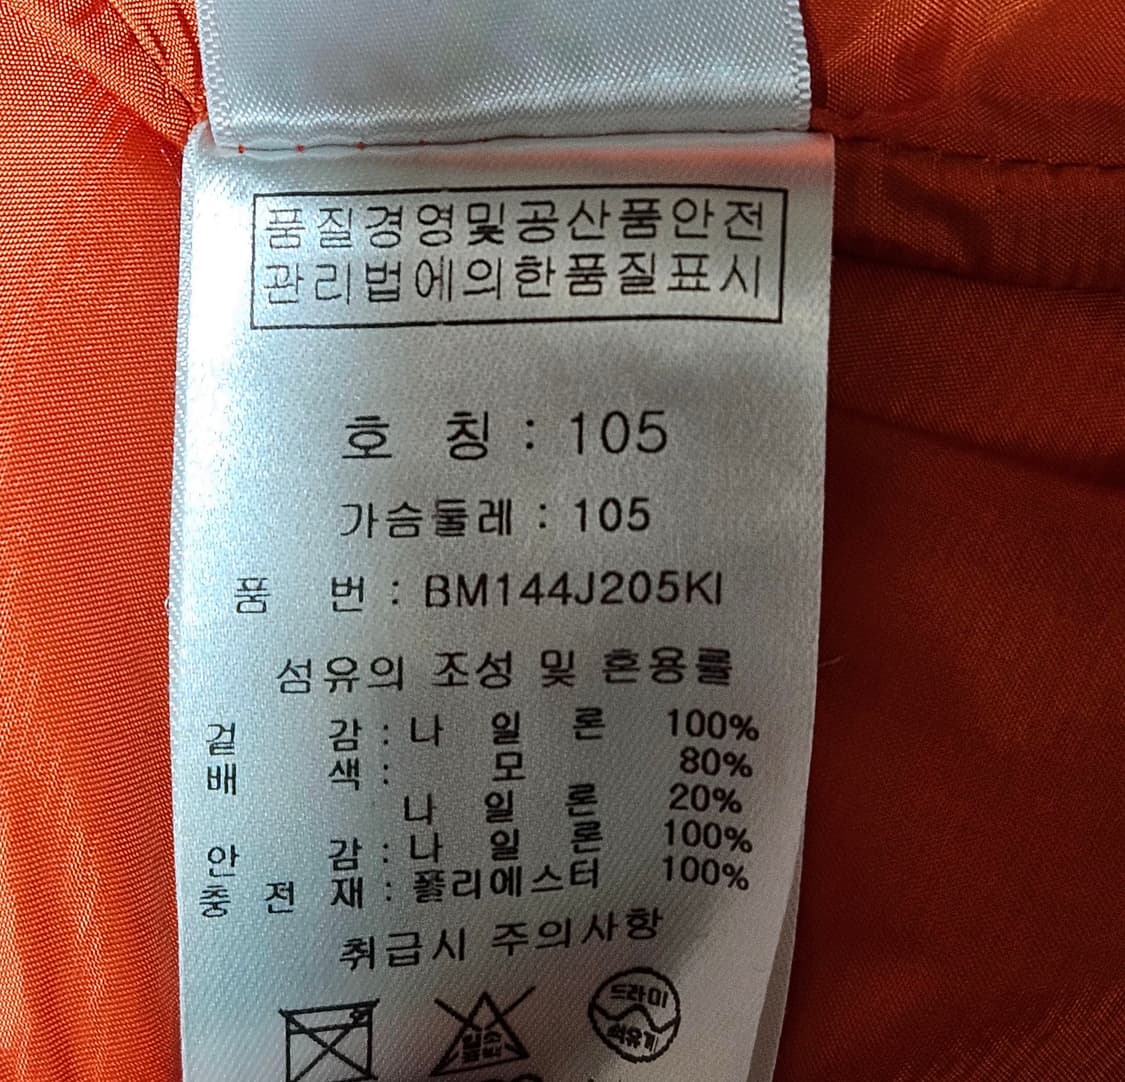 품질경영및공산품안전
관리법에의한품질표시
호 칭 : 105
가슴둘레 : 105
품 번 : BM144J205KI
섬유의 조성 및 혼용률
겉 감 : 나 일 론 100%
배 색 : 모 80%
나 일 론 20%
안 감 : 나 일 론 100%
충 전 재 : 폴리에스터 100%
취급시 주의사항
드라이
석유계